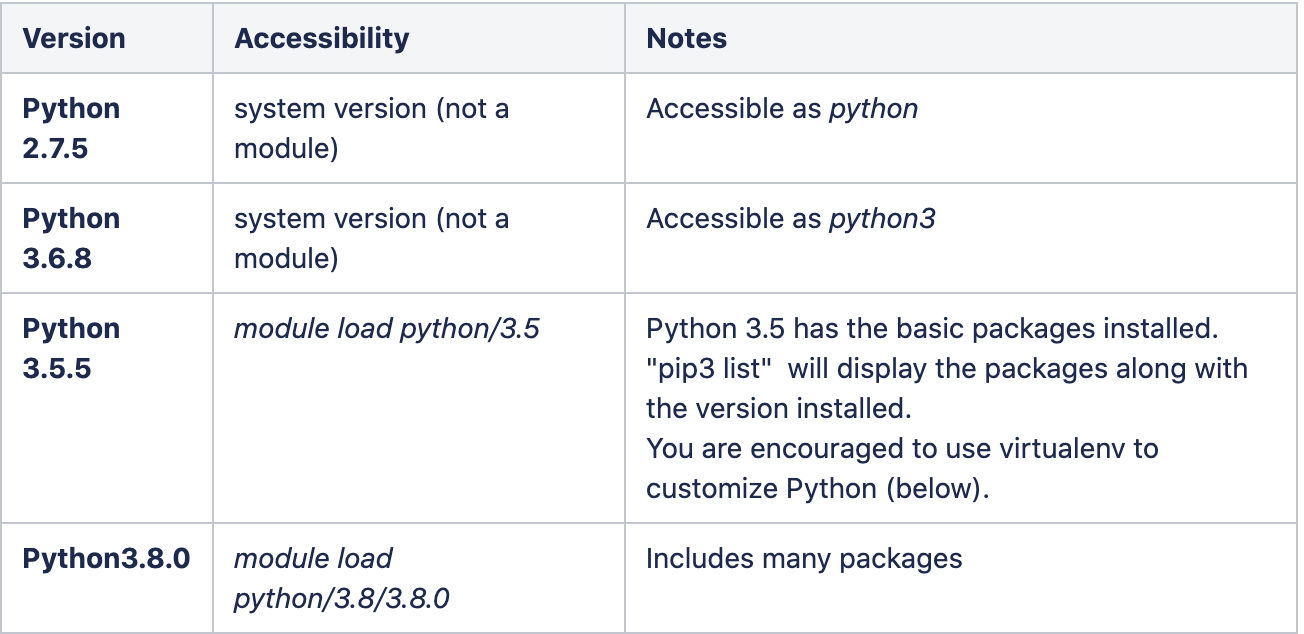 Version Accessibility Notes
Python system version (not a Accessible as python
2.7.5 module)
Python system version (not a Accessible as python3
3.6.8 module)
Python module load python/3.5 Python 3.5 has the basic packages installed.
3.5.5 "pip3 list"  will display the packages along with
the version installed.
You are encouraged to use virtualenv to
customize Python (below).
Python3.8.0 module load Includes many packages
python/3.8/3.8.0